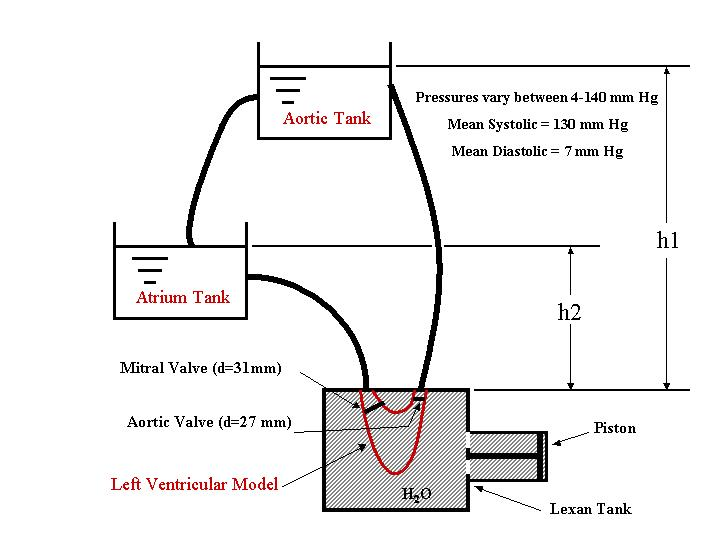 Pressures vary between 4-140 mm Hg
Aortic Tank
Mean Systolic = 130 mm Hg
Mean Diastolic = 7 mm Hg
h1
Atrium Tank
h2
Mitral Valve (d=31mm)
Aortic Valve (d=27 mm)
Piston
Left Ventricular Model
H₂O
Lexan Tank